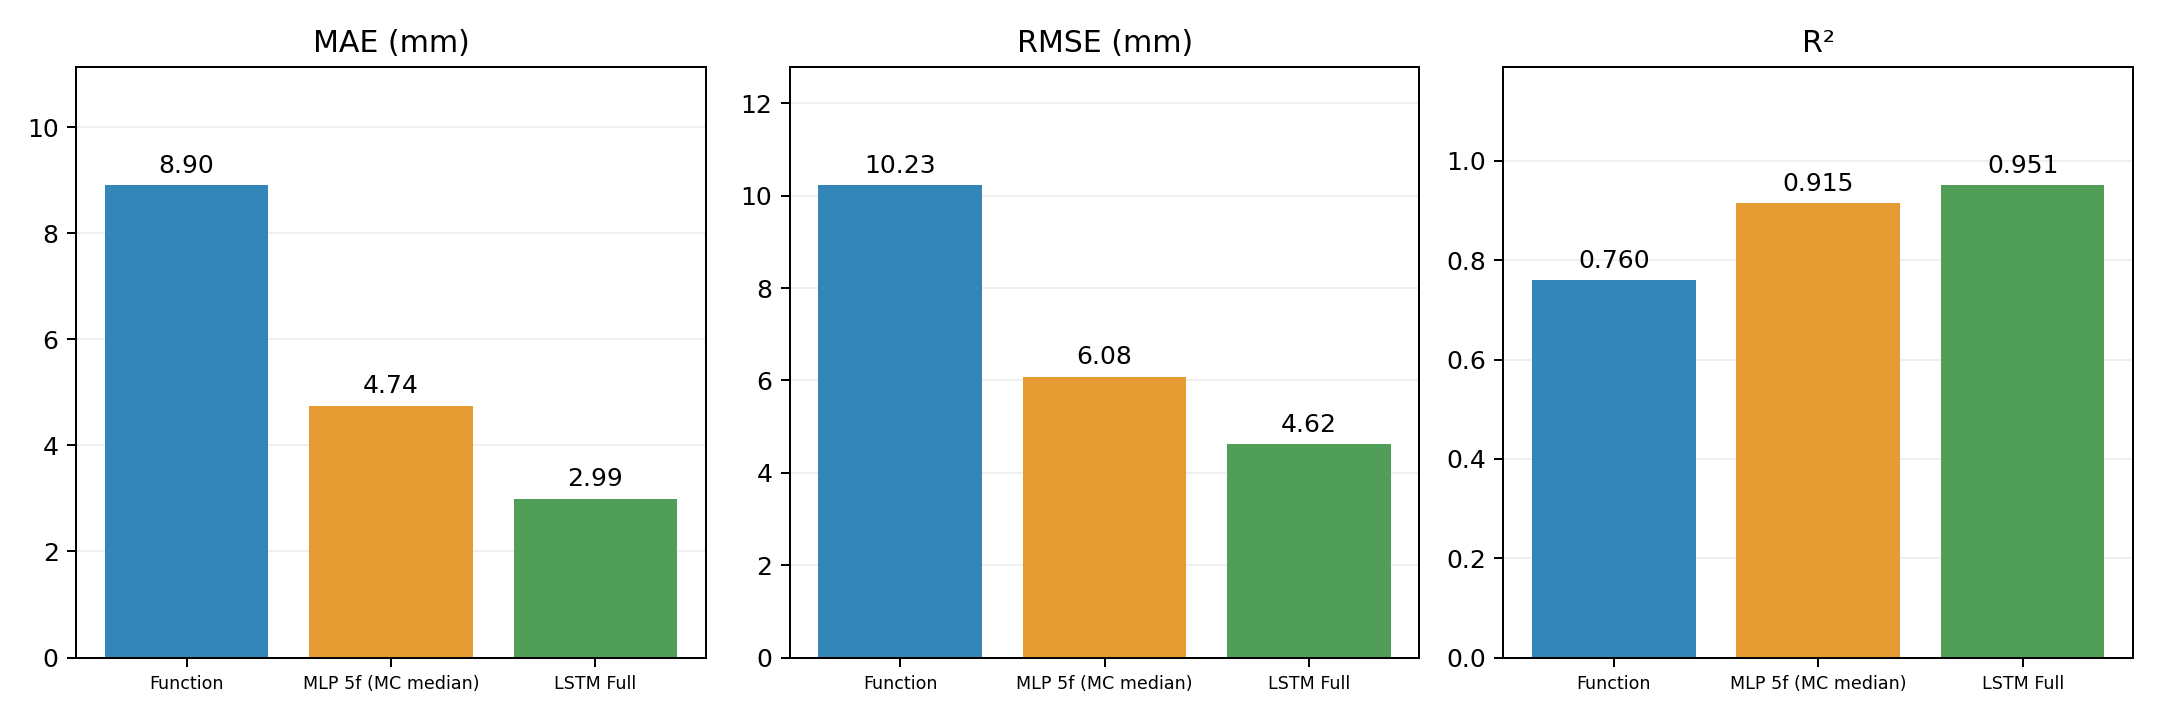 MAE (mm)
10
8
6
4
2
0
8.90
4.74
2.99
Function
MLP 5f (MC median)
LSTM Full
RMSE (mm)
12
10
8
6
4
2
0
10.23
6.08
4.62
Function
MLP 5f (MC median)
LSTM Full
R²
1.0
0.8
0.6
0.4
0.2
0.0
0.760
0.915
0.951
Function
MLP 5f (MC median)
LSTM Full